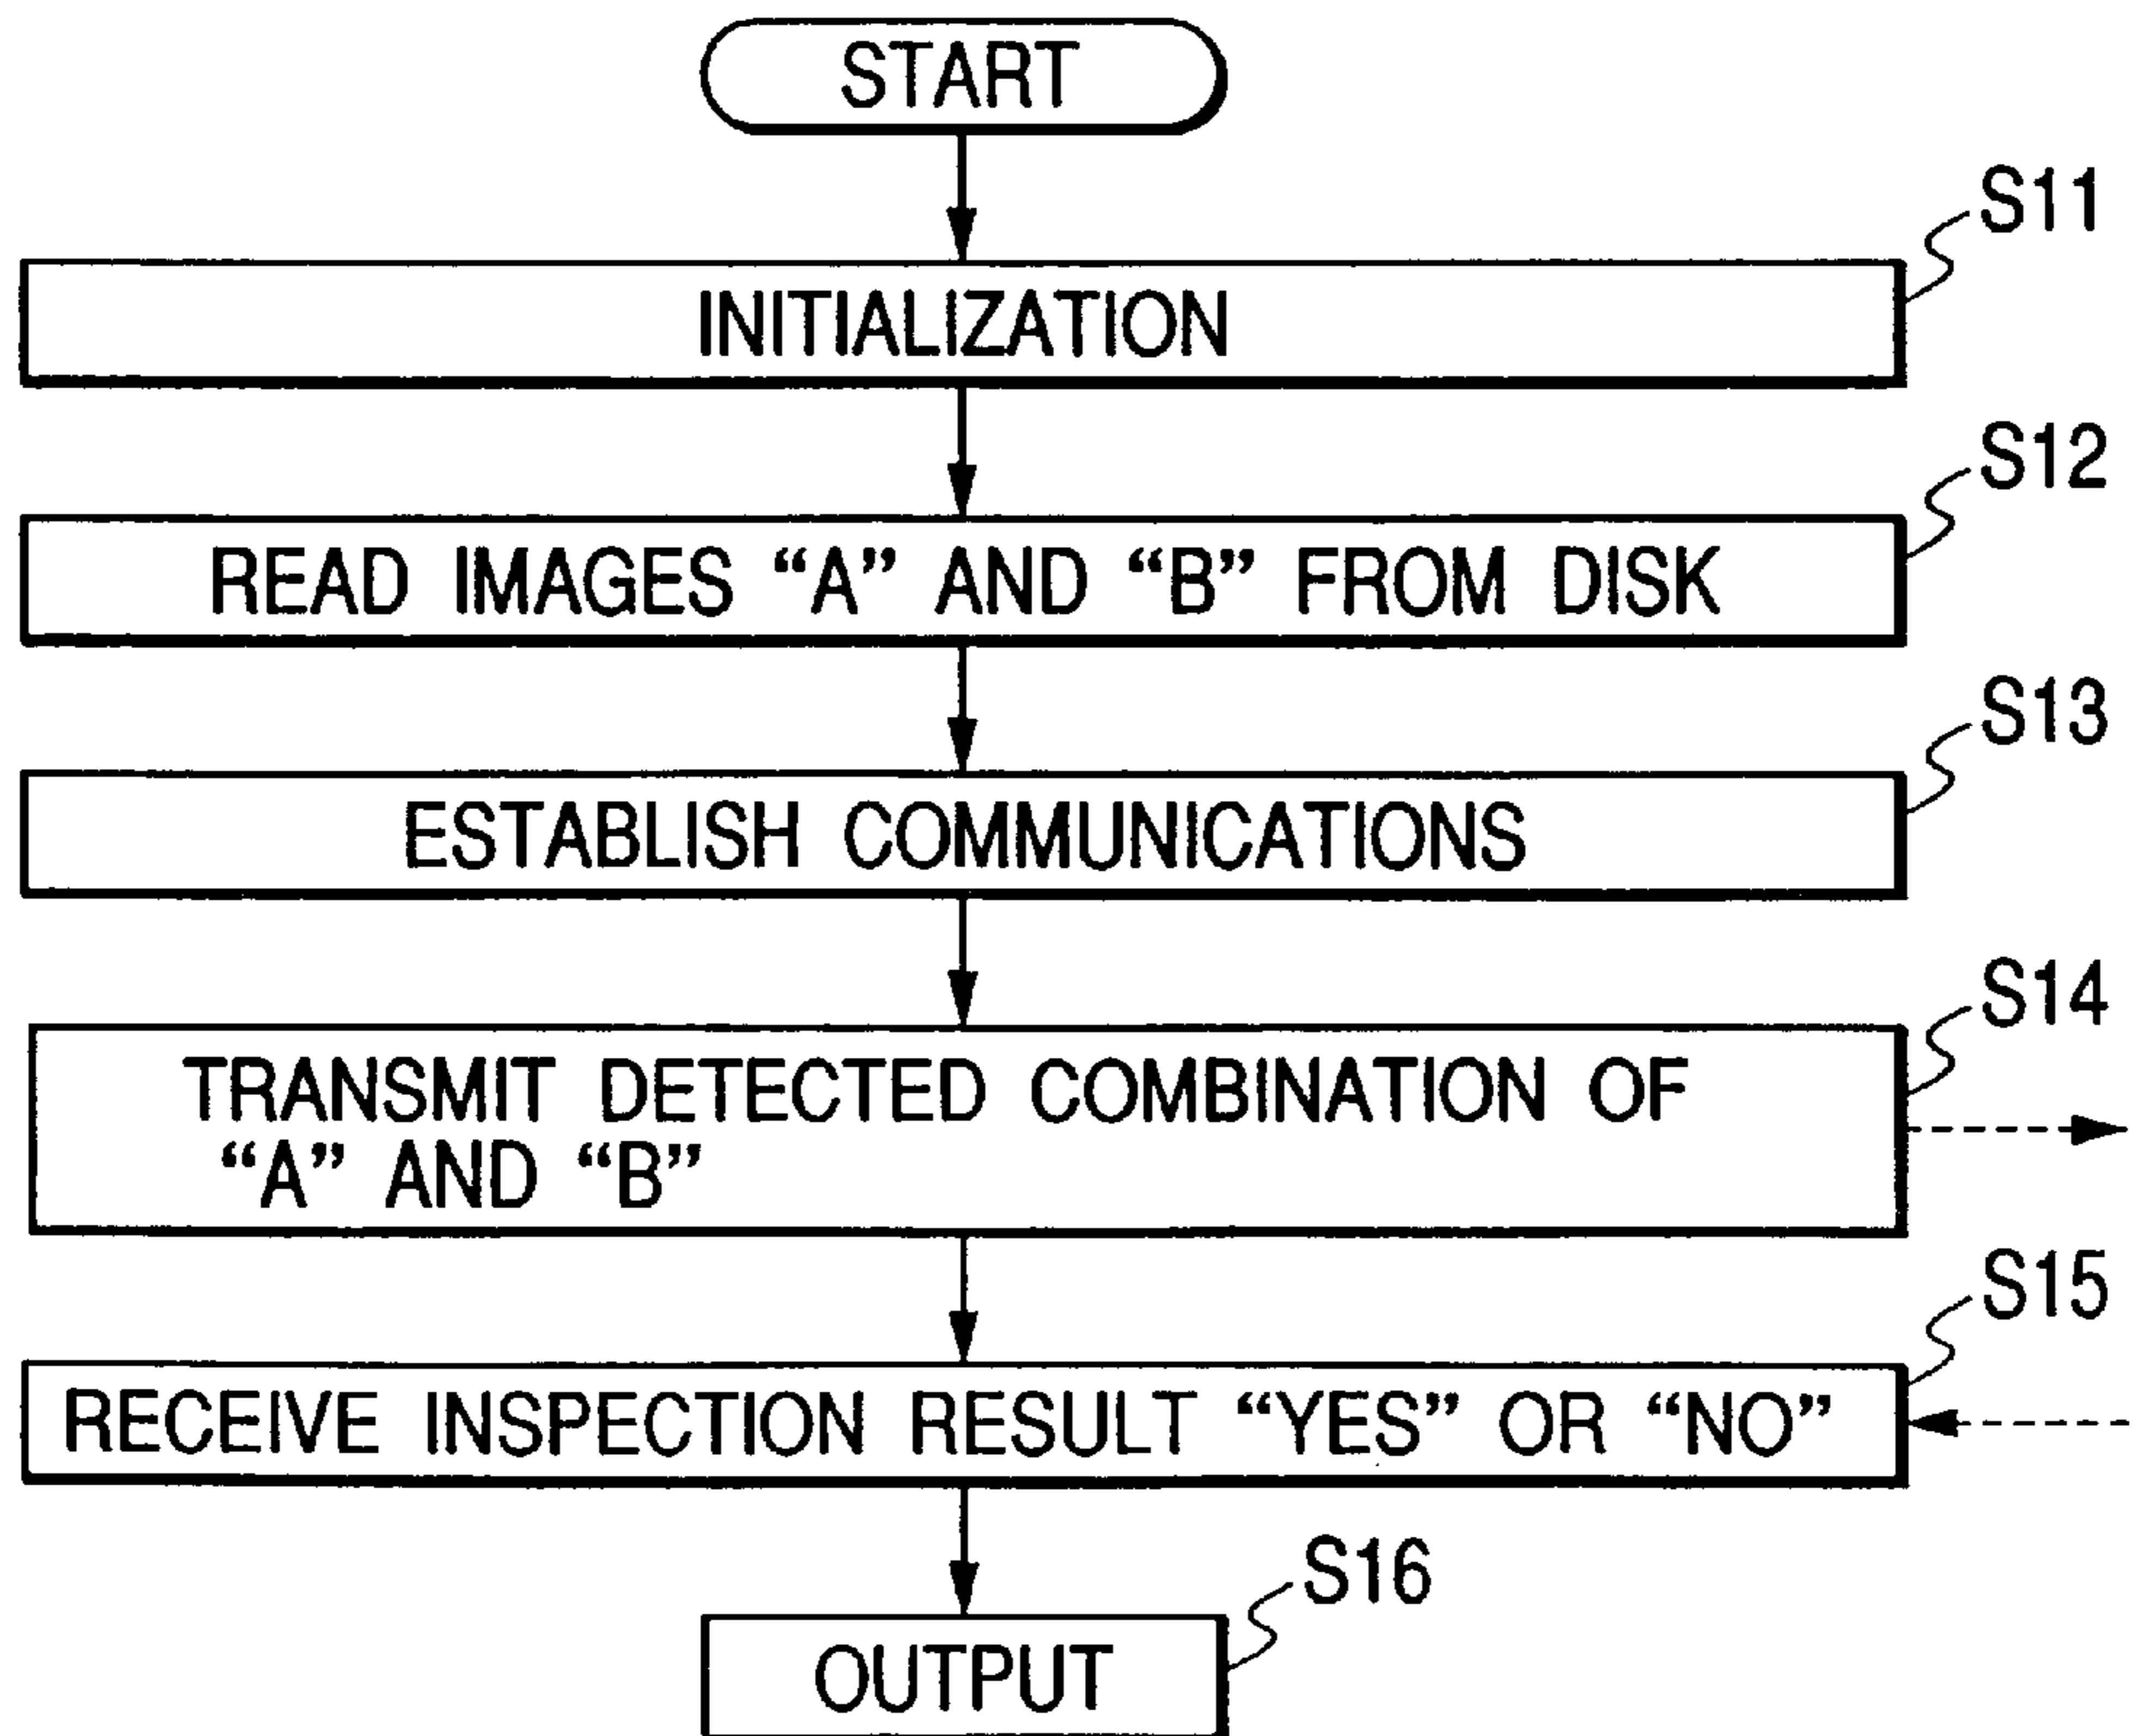 START
S11
INITIALIZATION
S12
READ IMAGES “A” AND “B” FROM DISK
S13
ESTABLISH COMMUNICATIONS
S14
TRANSMIT DETECTED COMBINATION OF
“A” AND “B”
S15
RECEIVE INSPECTION RESULT “YES” OR “NO”
S16
OUTPUT